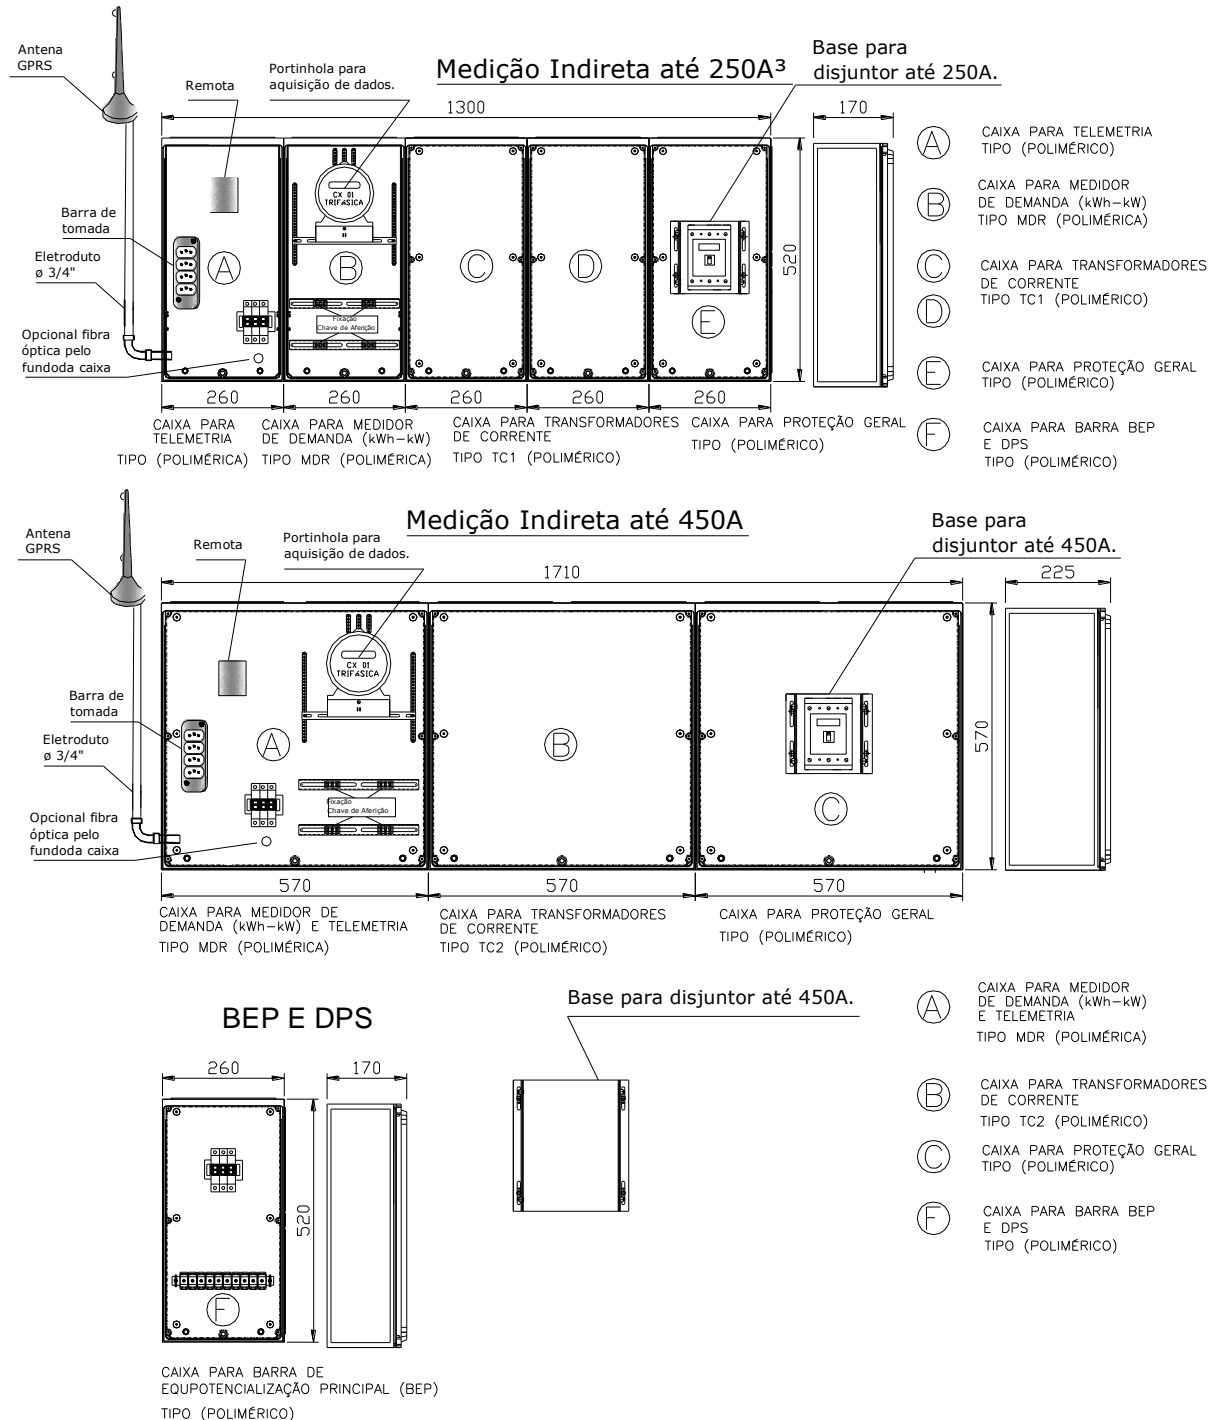 Antena
GPRS
Remota
Portinhola para
aquisição de dados.
Medição Indireta até 250A³
Base para
disjuntor até 250A.
1300
170
CX 01
TRIFÁSICA
Barra de
tomada
Eletroduto
ø 3/4"
Opcional fibra
óptica pelo
fundoda caixa
A
B
C
D
E
Fixação
Chave de Aferição
520
260
260
260
260
260
CAIXA PARA
TELEMETRIA
TIPO (POLIMÉRICA)
CAIXA PARA MEDIDOR
DE DEMANDA (kWh-kW)
TIPO MDR (POLIMÉRICA)
CAIXA PARA TRANSFORMADORES
DE CORRENTE
TIPO TC1 (POLIMÉRICO)
CAIXA PARA PROTEÇÃO GERAL
TIPO (POLIMÉRICO)
A
CAIXA PARA TELEMETRIA
TIPO (POLIMÉRICO)
B
CAIXA PARA MEDIDOR
DE DEMANDA (kWh-kW)
TIPO MDR (POLIMÉRICA)
C
D
CAIXA PARA TRANSFORMADORES
DE CORRENTE
TIPO TC1 (POLIMÉRICO)
E
CAIXA PARA PROTEÇÃO GERAL
TIPO (POLIMÉRICO)
F
CAIXA PARA BARRA BEP
E DPS
TIPO (POLIMÉRICO)
Antena
GPRS
Remota
Portinhola para
aquisição de dados.
Medição Indireta até 450A
Base para
disjuntor até 450A.
1710
225
CX 01
TRIFÁSICA
Barra de
tomada
Eletroduto
ø 3/4"
Opcional fibra
óptica pelo
fundoda caixa
A
B
C
Fixação
Chave de Aferição
570
570
570
570
CAIXA PARA MEDIDOR DE
DEMANDA (kWh-kW) E TELEMETRIA
TIPO MDR (POLIMÉRICA)
CAIXA PARA TRANSFORMADORES
DE CORRENTE
TIPO TC2 (POLIMÉRICO)
CAIXA PARA PROTEÇÃO GERAL
TIPO (POLIMÉRICO)
BEP E DPS
260
170
520
F
CAIXA PARA BARRA DE
EQUPOTENCIALIZAÇÃO PRINCIPAL (BEP)
TIPO (POLIMÉRICO)
Base para disjuntor até 450A.
A
CAIXA PARA MEDIDOR
DE DEMANDA (kWh-kW)
E TELEMETRIA
TIPO MDR (POLIMÉRICA)
B
CAIXA PARA TRANSFORMADORES
DE CORRENTE
TIPO TC2 (POLIMÉRICO)
C
CAIXA PARA PROTEÇÃO GERAL
TIPO (POLIMÉRICO)
F
CAIXA PARA BARRA BEP
E DPS
TIPO (POLIMÉRICO)